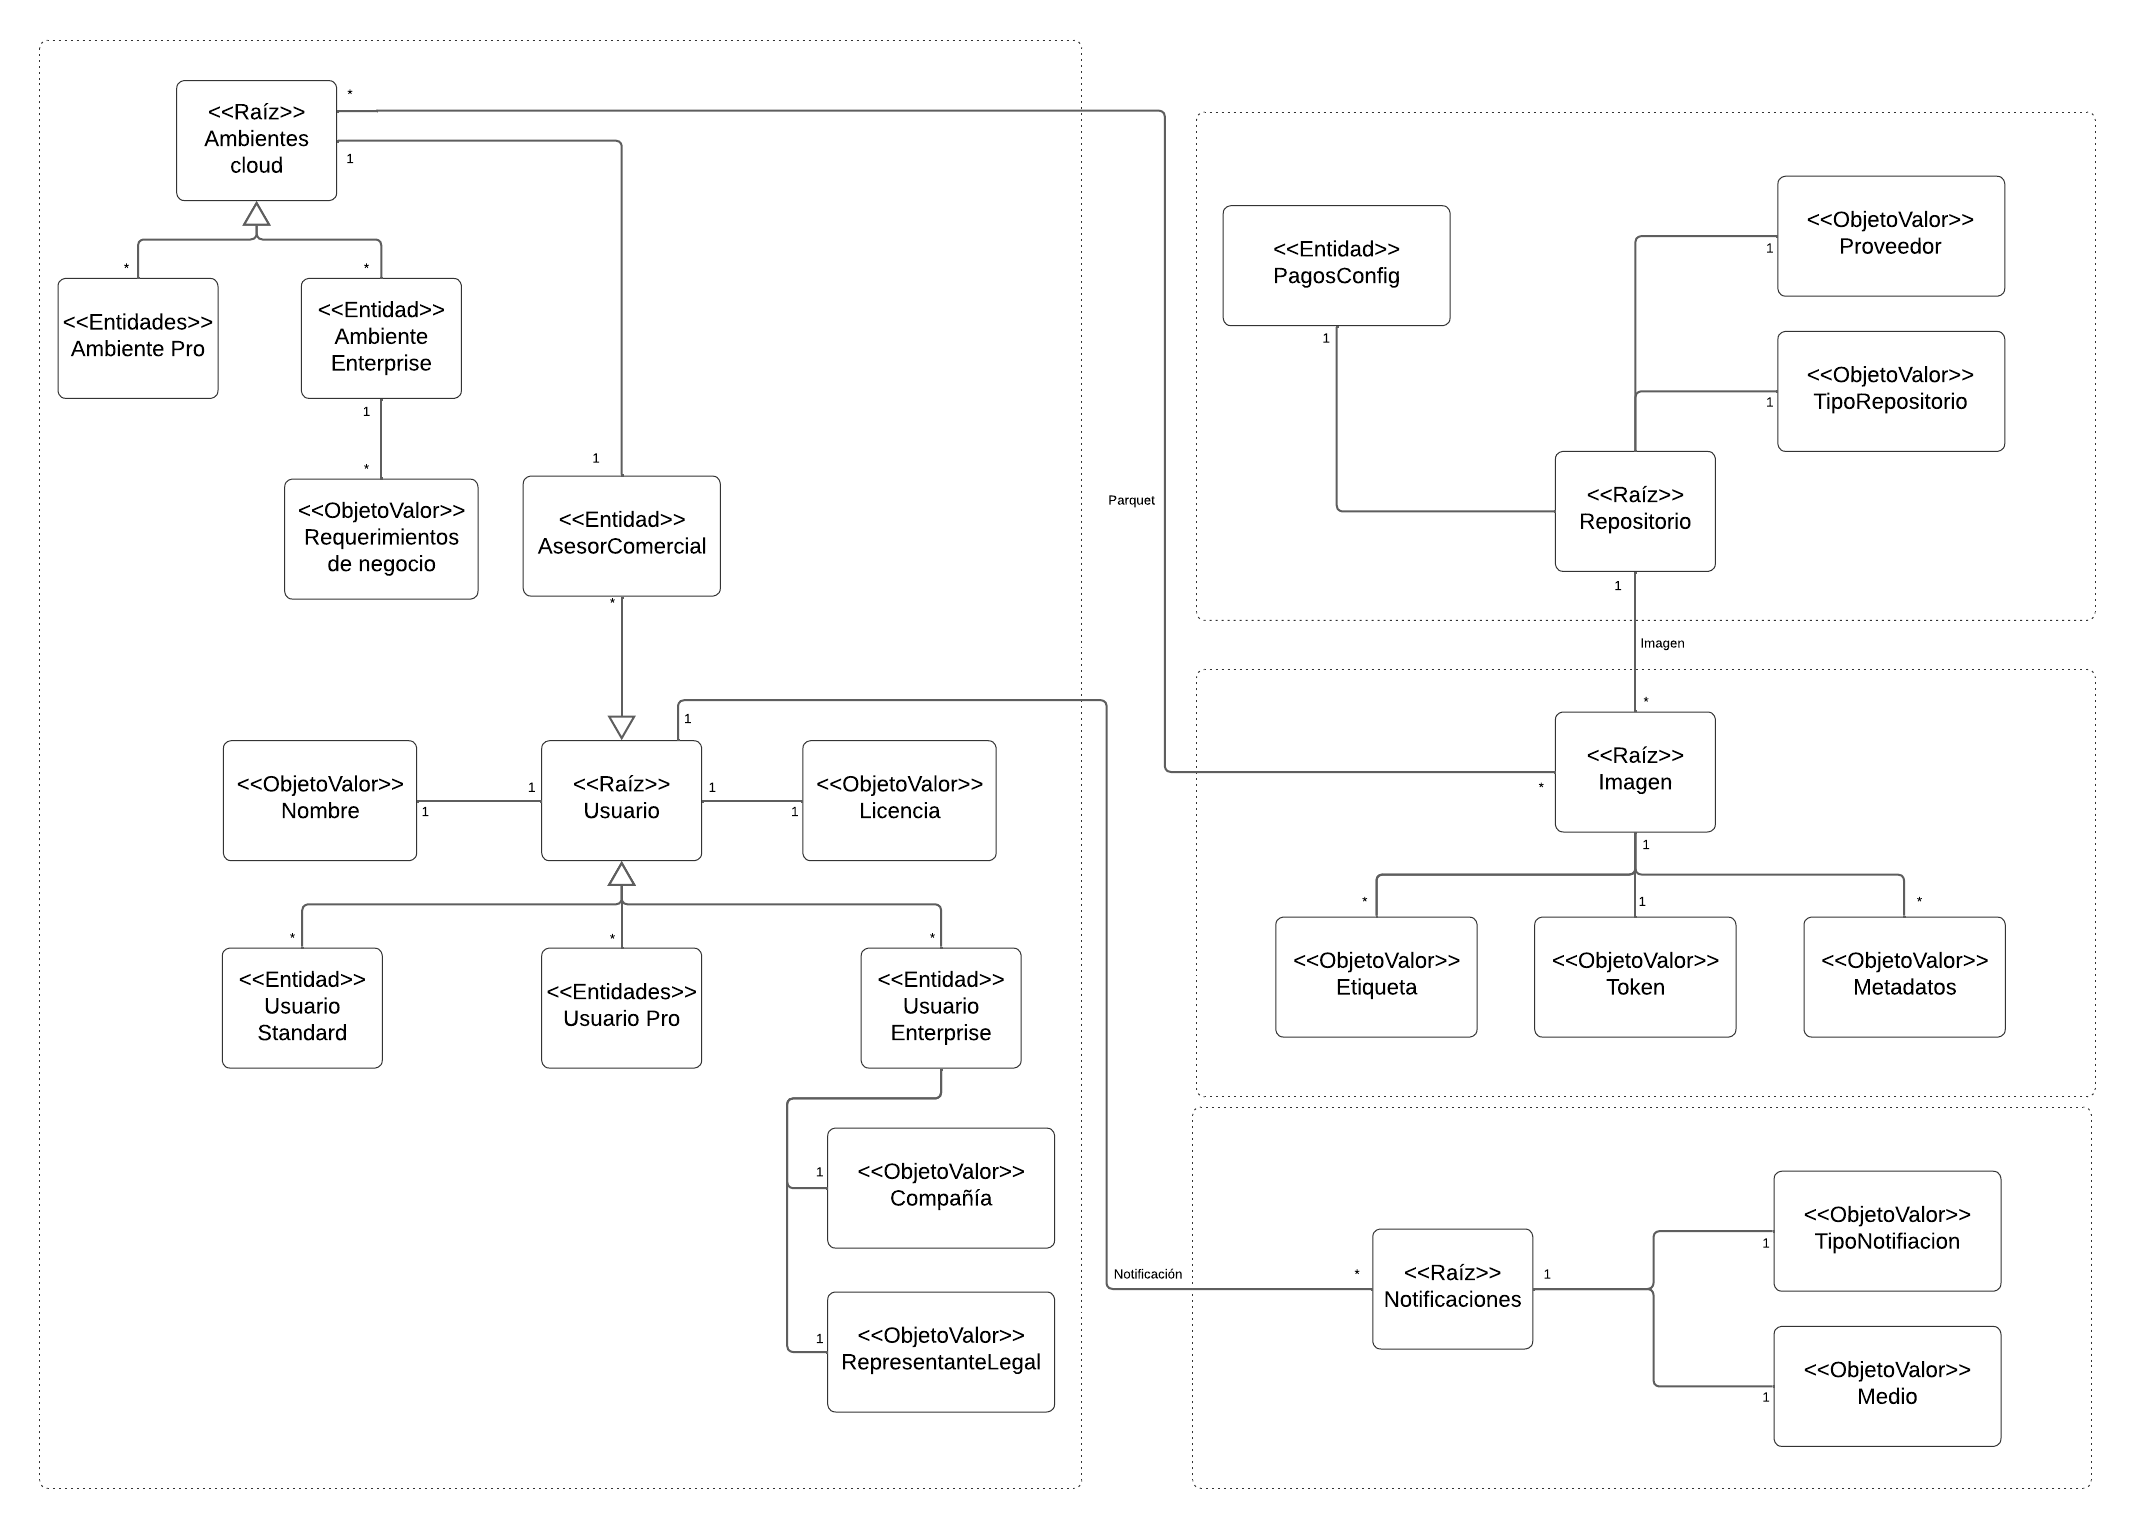 *
<<Raíz>>
Ambientes
cloud
1
*
*
<<Entidades>>
Ambiente Pro
<<Entidad>>
Ambiente
Enterprise
1
*
<<ObjetoValor>>
Requerimientos
de negocio
1
<<Entidad>>
AsesorComercial
*
Parquet
1
<<ObjetoValor>>
Nombre
1
1
<<Raíz>>
Usuario
1
1
<<ObjetoValor>>
Licencia
*
*
*
<<Entidad>>
Usuario
Standard
<<Entidades>>
Usuario Pro
<<Entidad>>
Usuario
Enterprise
1
<<ObjetoValor>>
Compañía
1
<<ObjetoValor>>
RepresentanteLegal
<<Entidad>>
PagosConfig
1
<<ObjetoValor>>
Proveedor
1
<<ObjetoValor>>
TipoRepositorio
1
<<Raíz>>
Repositorio
1
Imagen
*
<<Raíz>>
Imagen
*
1
*
1
*
<<ObjetoValor>>
Etiqueta
<<ObjetoValor>>
Token
<<ObjetoValor>>
Metadatos
Notificación
*
<<Raíz>>
Notificaciones
1
<<ObjetoValor>>
TipoNotifiacion
1
<<ObjetoValor>>
Medio
1